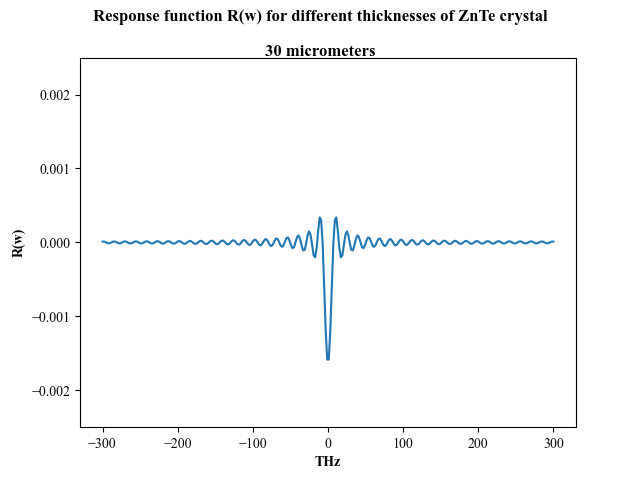 Response function R(w) for different thicknesses of ZnTe crystal
30 micrometers
0.002
0.001
0.000
−0.001
−0.002
R(w)
−300 −200 −100 0 100 200 300
THz